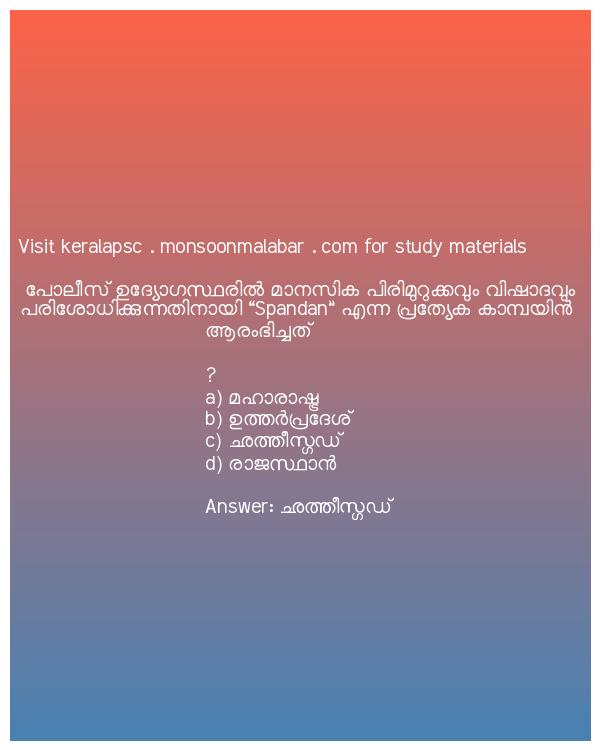 Visit keralapsc . monsoonmalabar . com for study materials
പോലീസ് ഉദ്യോഗസ്ഥരിൽ മാനസിക പിരിമുറുക്കവും വിഷാദവും
പരിശോധിക്കുന്നതിനായി “Spandan” എന്ന പ്രത്യേക കാമ്പയിൻ
ആരംഭിച്ചത്
?
a) മഹാരാഷ്ട്ര
b) ഉത്തർപ്രദേശ്
c) ഛത്തീസ്ഗഡ്
d) രാജസ്ഥാൻ
Answer: ഛത്തീസ്ഗഡ്